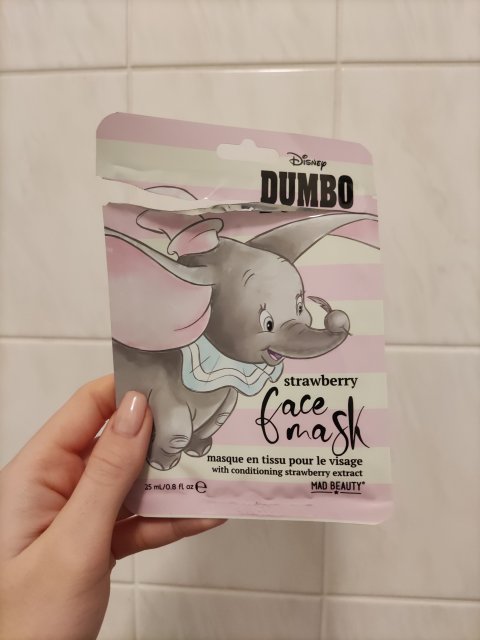 Disney
DUMBO
strawberry
face
mask
masque en tissu pour le visage
with conditioning strawberry extract
25 mL/0.8 fl oz ℮
MAD BEAUTY®